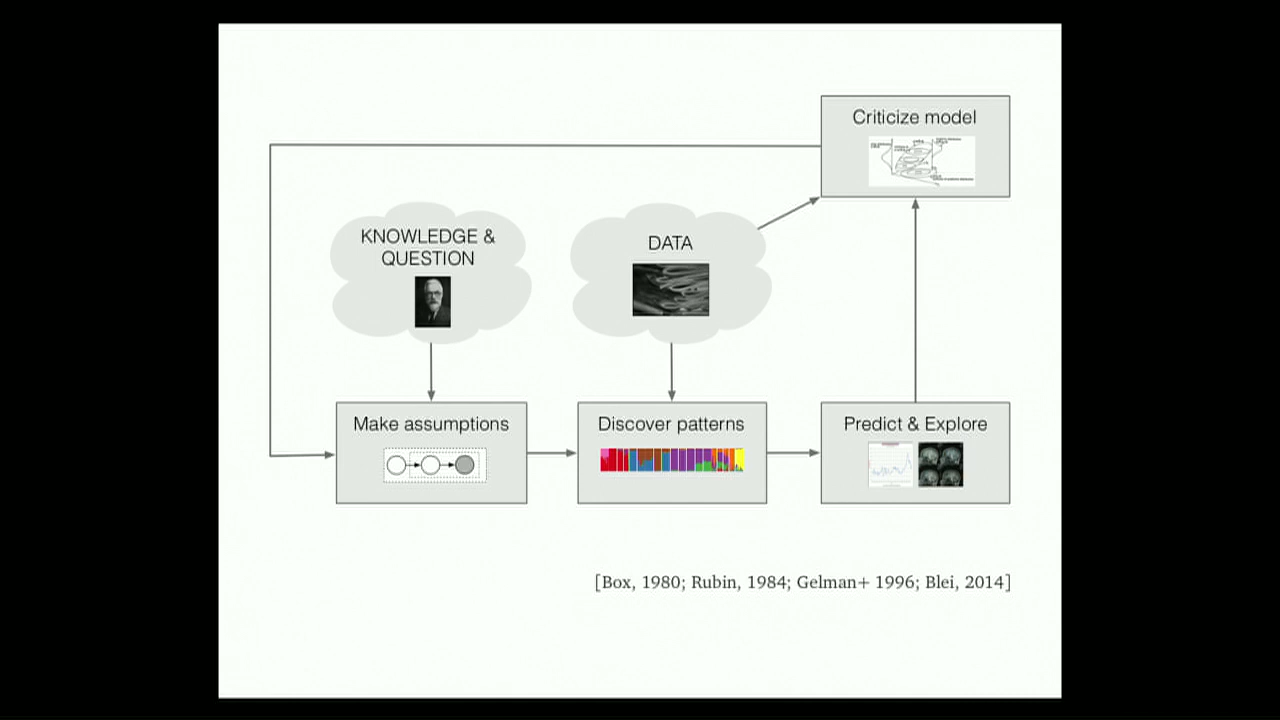 Criticize model
KNOWLEDGE &
QUESTION
DATA
Make assumptions
Discover patterns
Predict & Explore
[Box, 1980; Rubin, 1984; Gelman+ 1996; Blei, 2014]